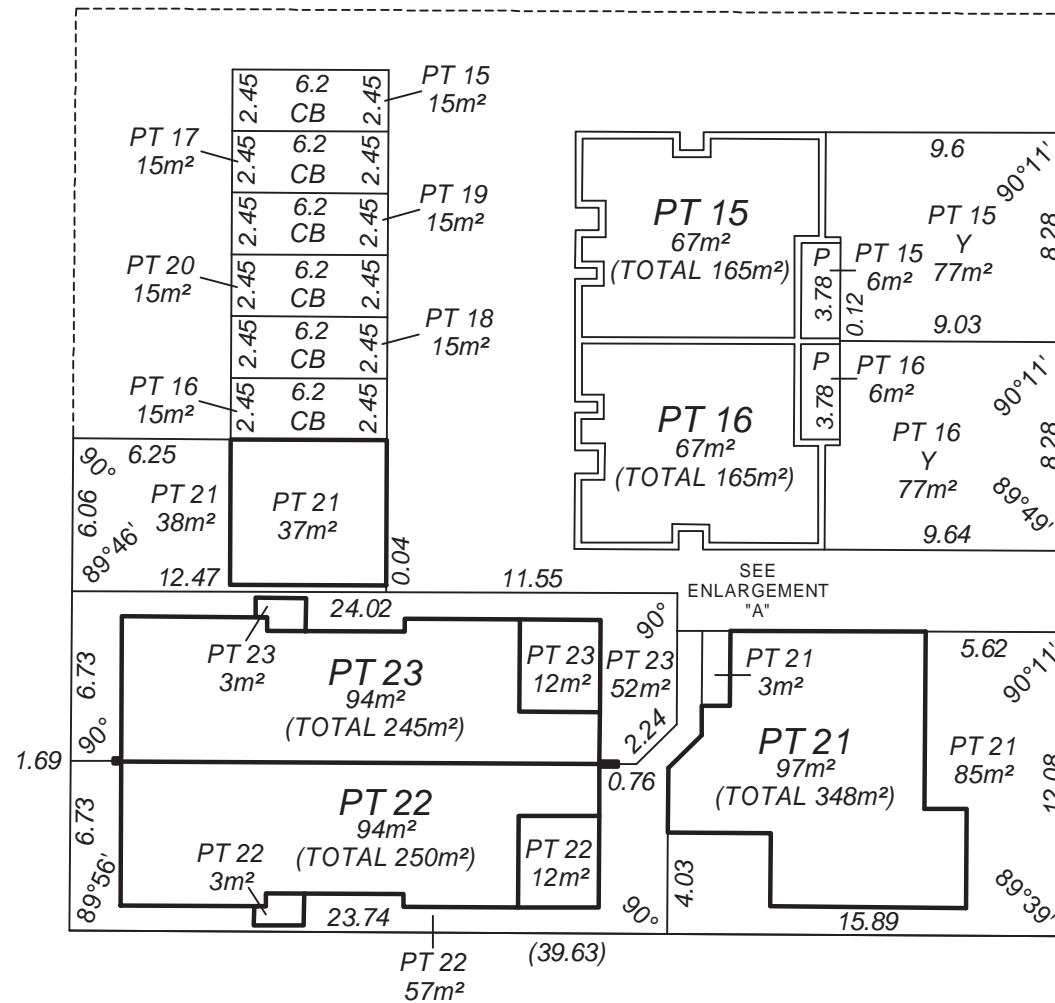 2.45
6.2
CB
2.45
PT 15
15m²
PT 17
15m²
2.45
6.2
CB
2.45
2.45
6.2
CB
2.45
PT 19
15m²
PT 20
15m²
2.45
6.2
CB
2.45
2.45
6.2
CB
2.45
PT 18
15m²
PT 16
15m²
2.45
6.2
CB
2.45
PT 15
67m²
(TOTAL 165m²)
P
3.78
PT 15
6m²
0.12
9.6
90°11'
PT 15
Y
77m²
8.28
9.03
PT 16
67m²
(TOTAL 165m²)
P
3.78
PT 16
6m²
90°11'
PT 16
Y
77m²
8.28
89°49'
9.64
90°
6.25
6.06
PT 21
38m²
89°46'
12.47
PT 21
37m²
0.04
11.55
SEE
ENLARGEMENT
"A"
24.02
90°
6.73
90°
PT 23
3m²
PT 23
94m²
(TOTAL 245m²)
PT 23
12m²
PT 23
52m²
2.24
0.76
1.69
6.73
89°56'
PT 22
94m²
(TOTAL 250m²)
PT 22
3m²
PT 22
12m²
23.74
90°
PT 22
57m²
(39.63)
4.03
PT 21
3m²
PT 21
97m²
(TOTAL 348m²)
5.62
90°11'
PT 21
85m²
12.08
89°39'
15.89